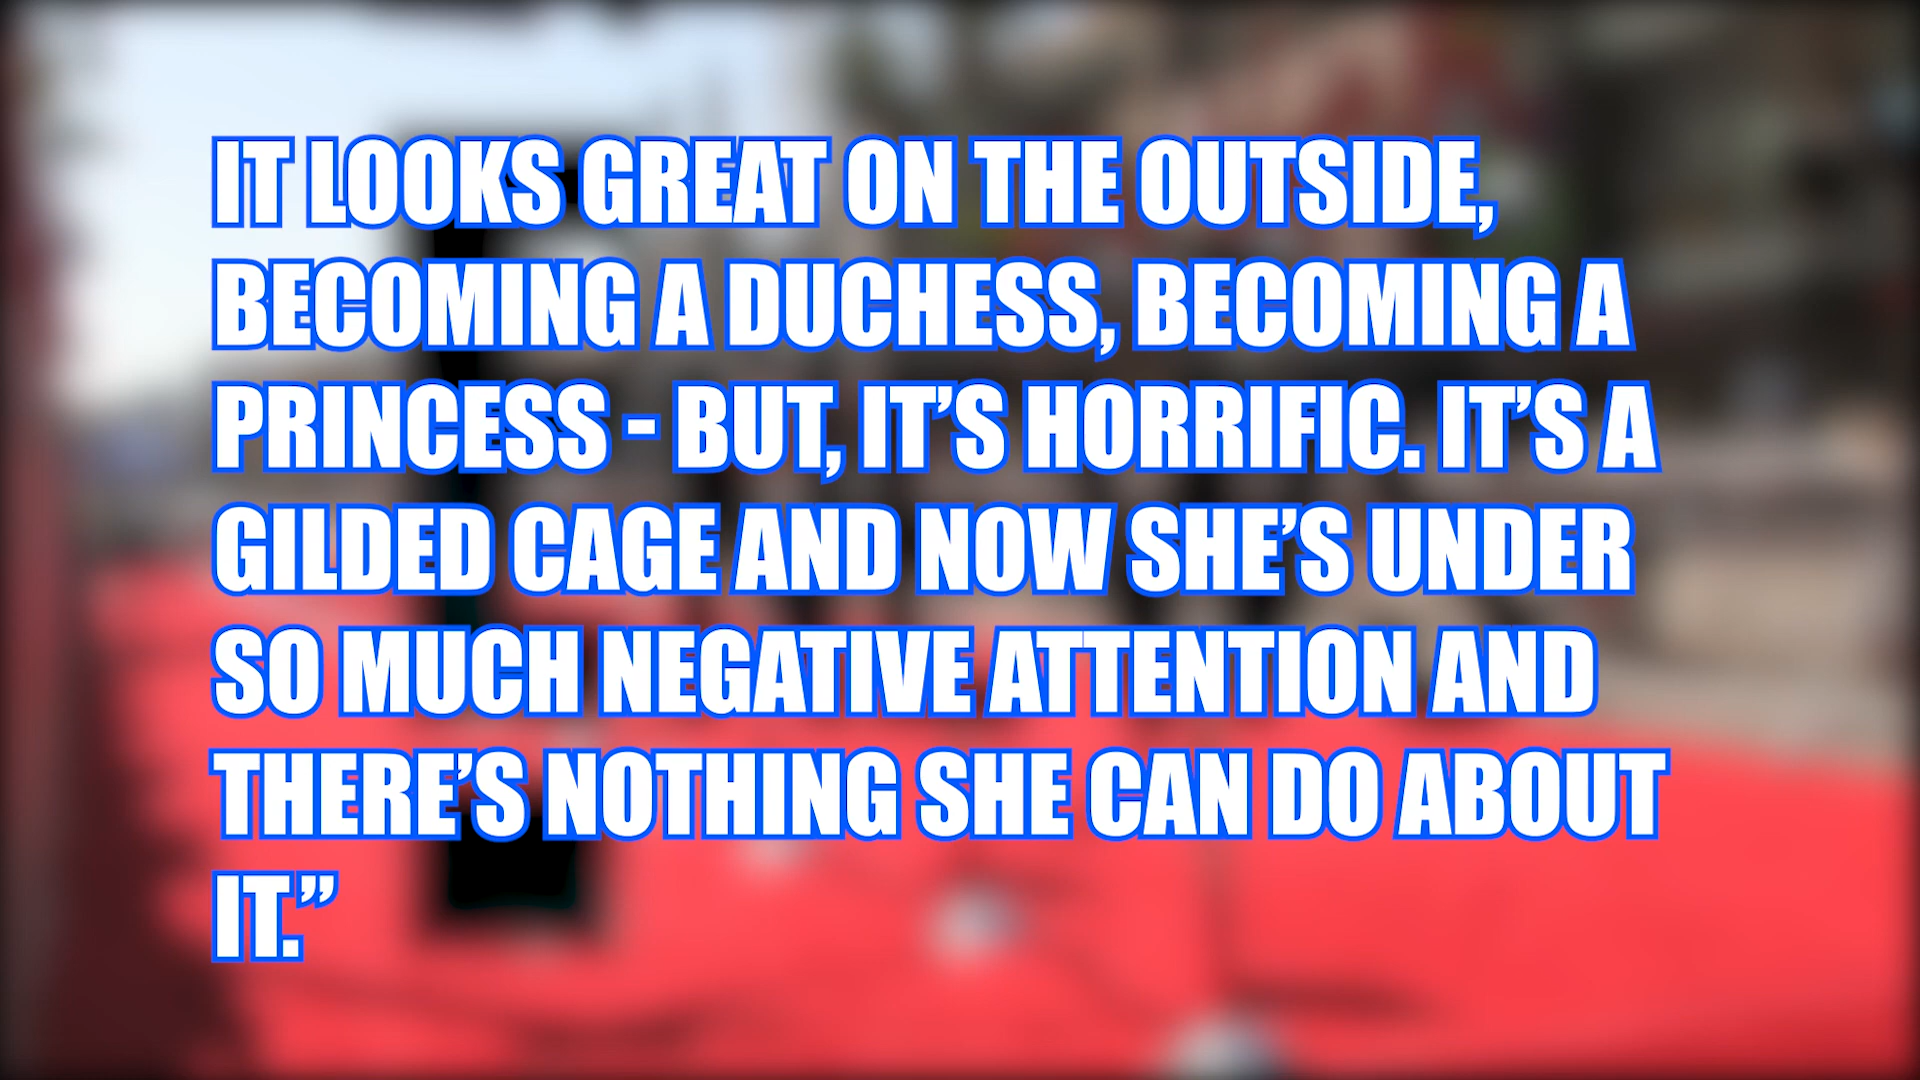 IT LOOKS GREAT ON THE OUTSIDE,
BECOMING A DUCHESS, BECOMING A
PRINCESS - BUT, IT’S HORRIFIC. IT’S A
GILDED CAGE AND NOW SHE’S UNDER
SO MUCH NEGATIVE ATTENTION AND
THERE’S NOTHING SHE CAN DO ABOUT
IT.”